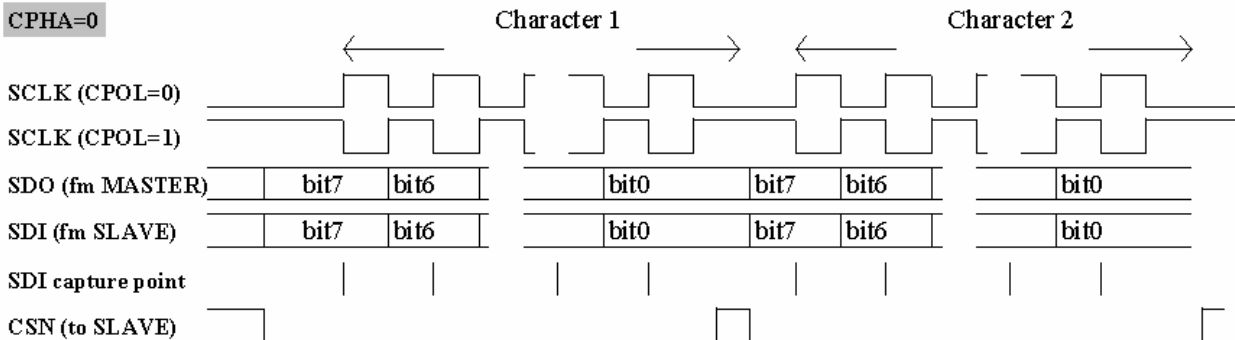 CPHA=0
Character 1 Character 2
SCLK (CPOL=0)
SCLK (CPOL=1)
SDO (fm MASTER) bit7 bit6 bit0 bit7 bit6 bit0
SDI (fm SLAVE) bit7 bit6 bit0 bit7 bit6 bit0
SDI capture point
CSN (to SLAVE)